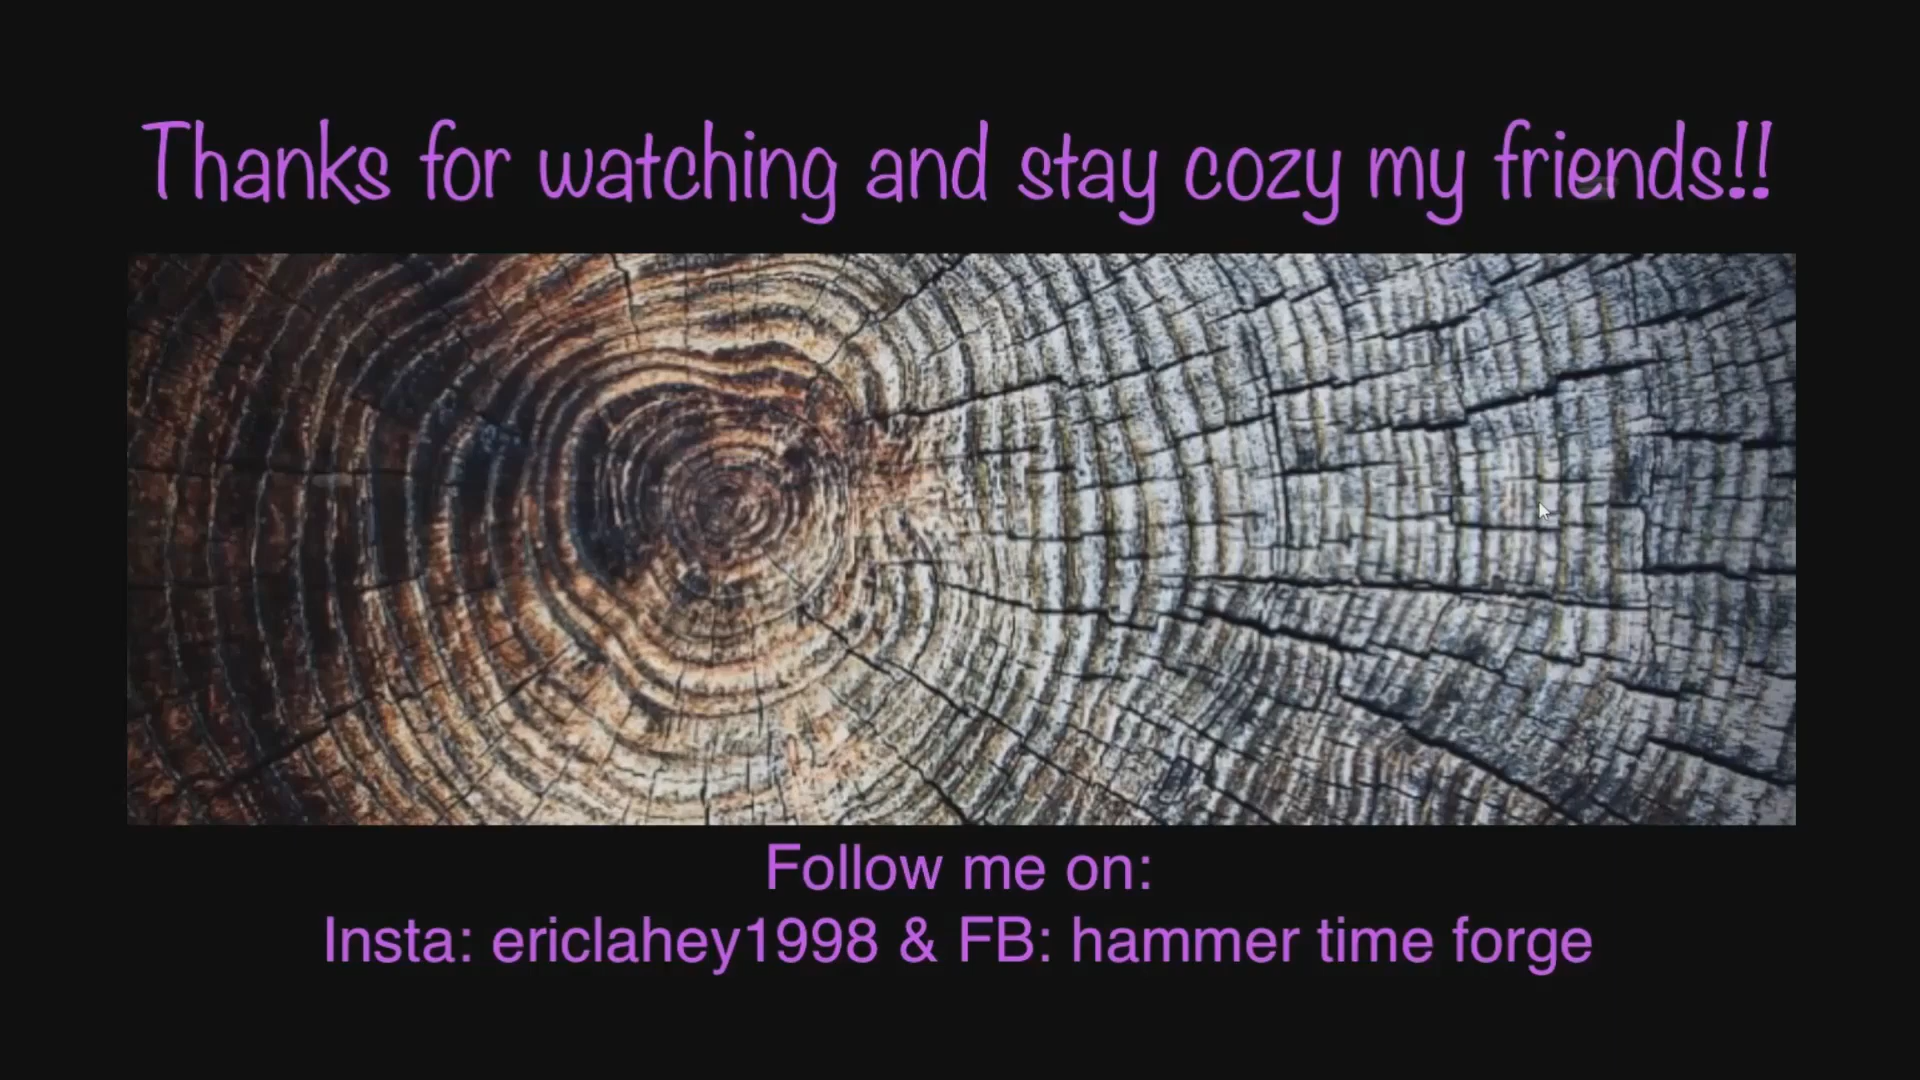 Thanks for watching and stay cozy my friends!!
Follow me on:
Insta: ericlahey1998 & FB: hammer time forge